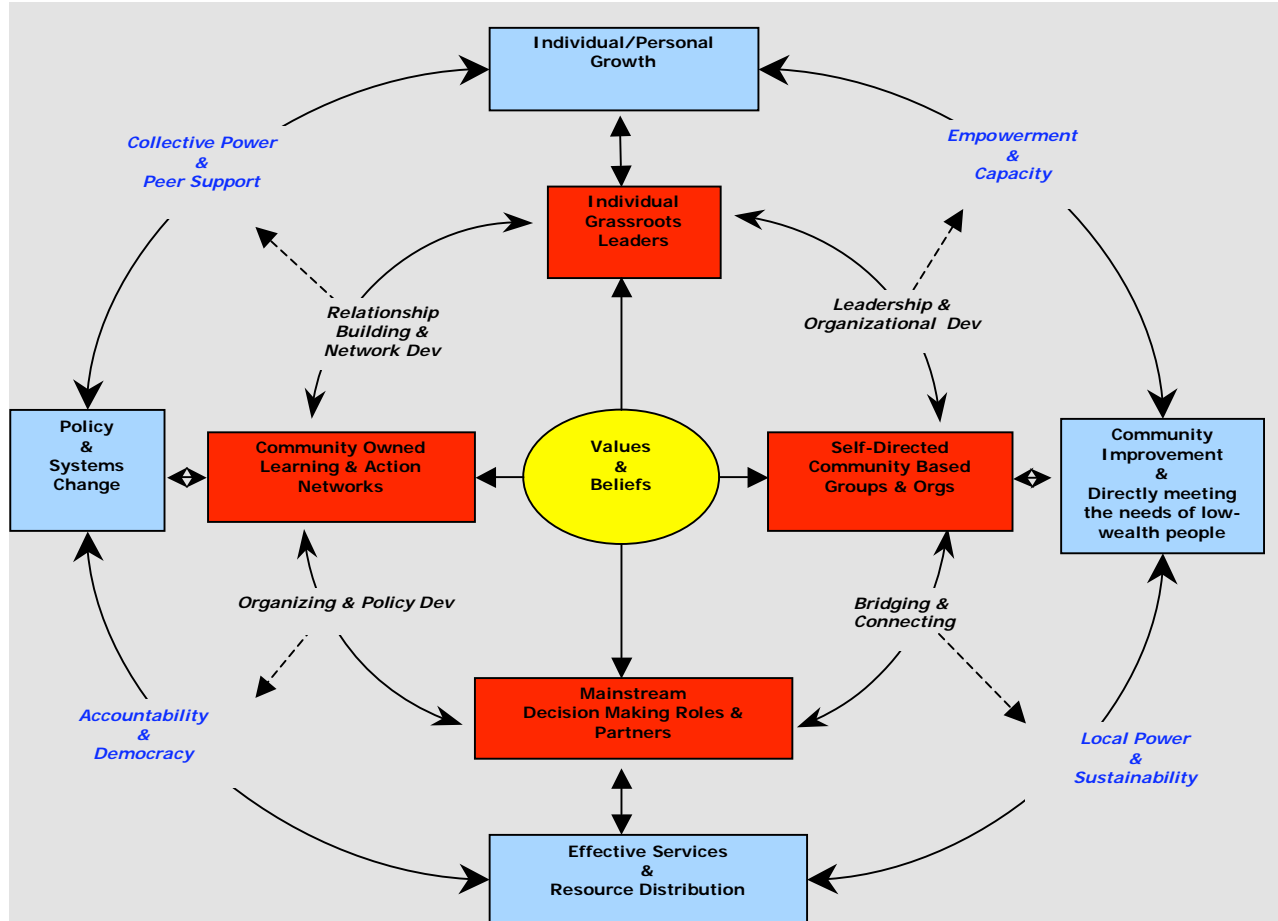 Individual/Personal
Growth
Collective Power
&
Peer Support
Empowerment
&
Capacity
Individual
Grassroots
Leaders
Relationship
Building &
Network Dev
Leadership &
Organizational Dev
Policy
&
Systems
Change
Community Owned
Learning & Action
Networks
Values
&
Beliefs
Self-Directed
Community Based
Groups & Orgs
Community
Improvement
&
Directly meeting
the needs of low-
wealth people
Organizing & Policy Dev
Bridging &
Connecting
Mainstream
Decision Making Roles &
Partners
Accountability
&
Democracy
Local Power
&
Sustainability
Effective Services
&
Resource Distribution